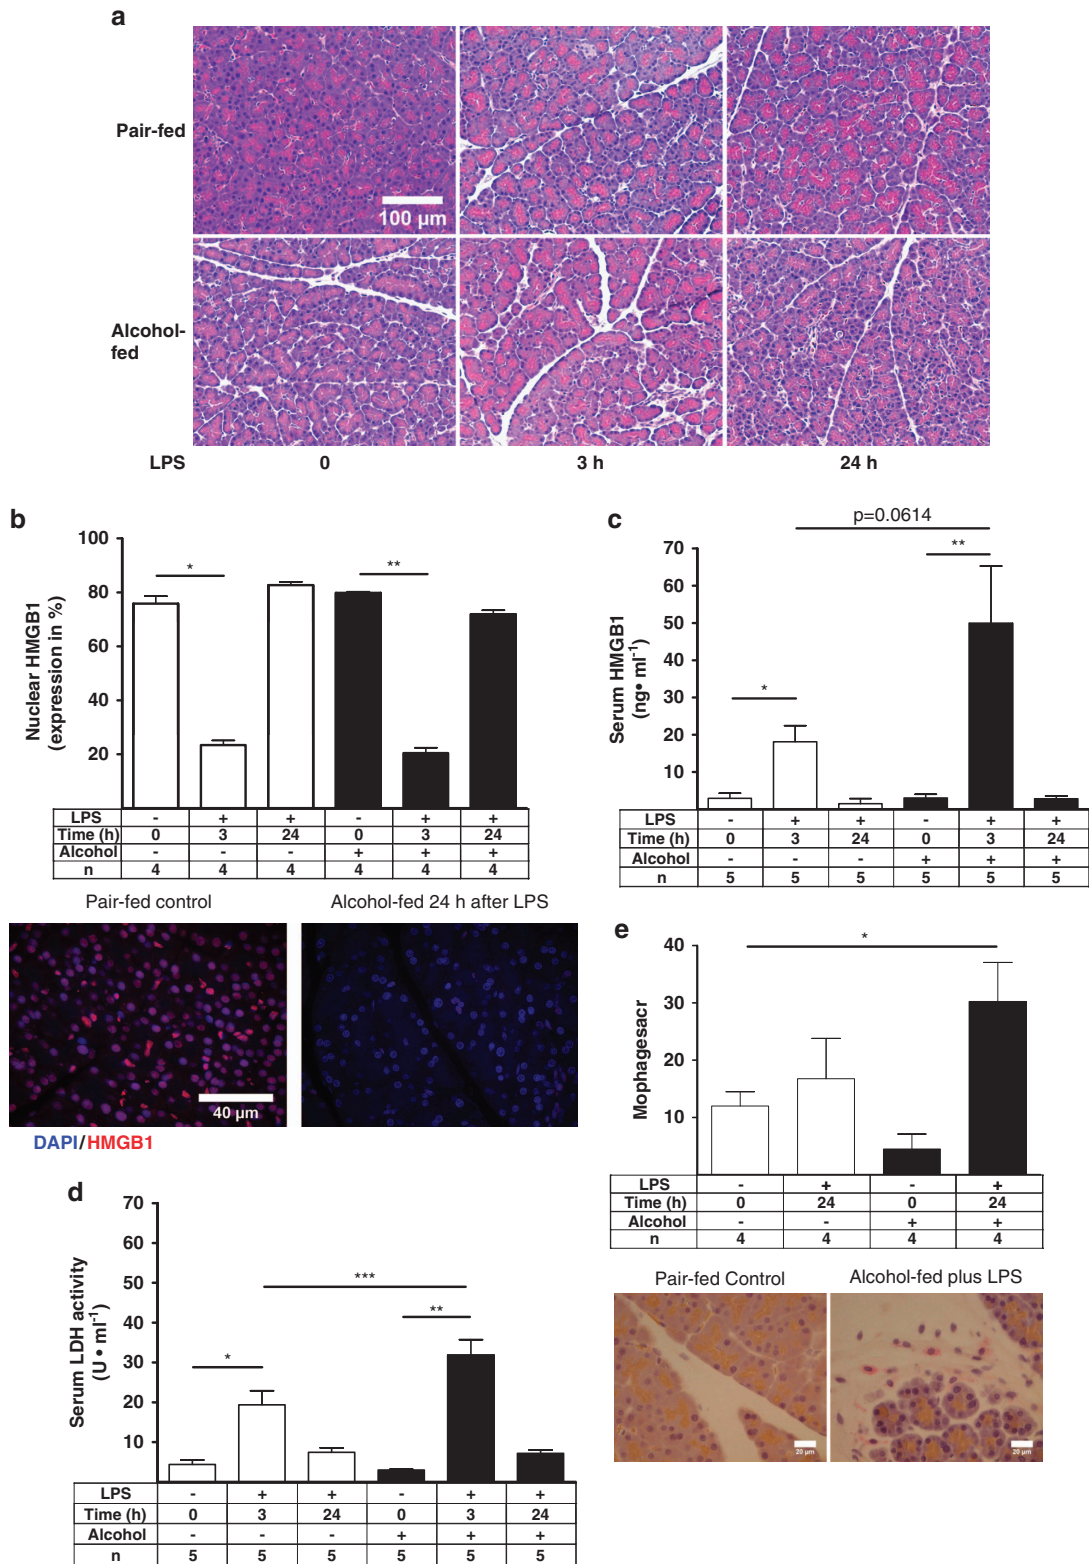 a
Pair-fed
100 µm
Alcohol-
fed
LPS 0 3 h 24 h
b
Nuclear HMGB1
(expression in %)
100
80
60
40
20
*
**
LPS - + + - + +
Time (h) 0 3 24 0 3 24
Alcohol - - - + + +
n 4 4 4 4 4 4
Pair-fed control Alcohol-fed 24 h after LPS
40 µm
DAPI/HMGB1
c
p=0.0614
Serum HMGB1
(ng• ml-1)
70
60
50
40
30
20
10
*
**
LPS - + + - + +
Time (h) 0 3 24 0 3 24
Alcohol - - - + + +
n 5 5 5 5 5 5
d
Serum LDH activity
(U • ml-1)
70
60
50
40
30
20
10
*
***
**
LPS - + + - + +
Time (h) 0 3 24 0 3 24
Alcohol - - - + + +
n 5 5 5 5 5 5
e
Mophagesacr
40
30
20
10
*
LPS - + - +
Time (h) 0 24 0 24
Alcohol - - + +
n 4 4 4 4
Pair-fed Control Alcohol-fed plus LPS
20 µm
20 µm